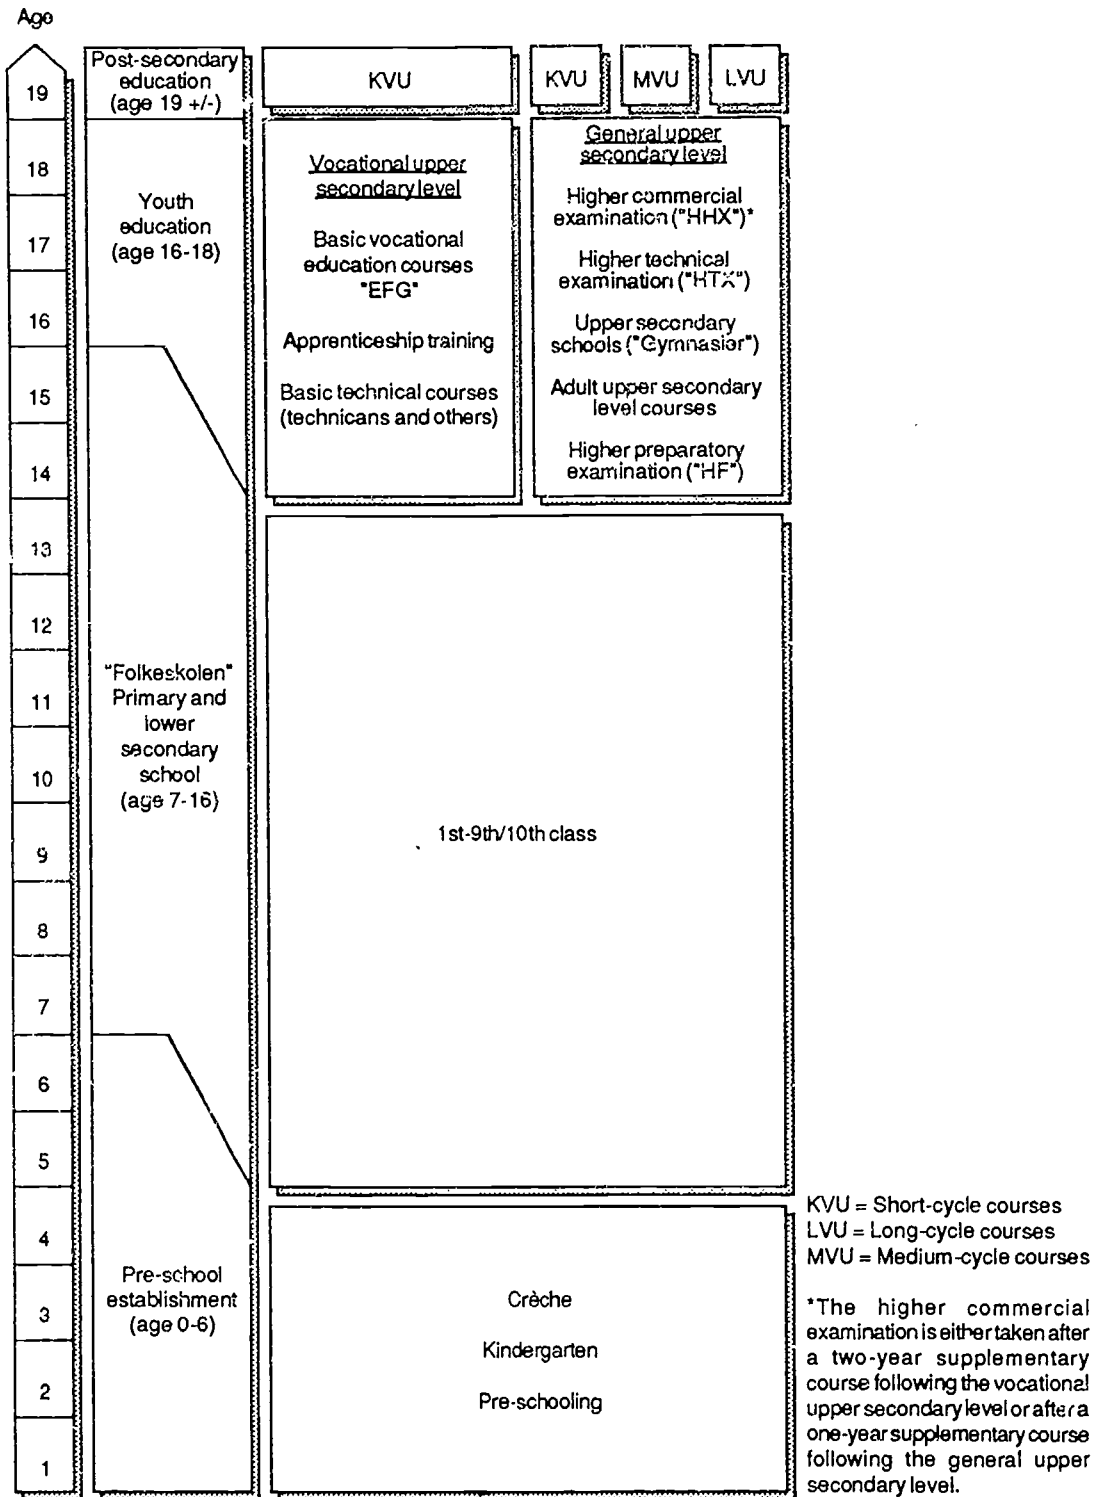 Age
19
18
17
16
15
14
13
12
11
10
9
8
7
6
5
4
3
2
1
Post-secondary
education
(age 19 +/-)
Youth
education
(age 16-18)
"Folkeskolen"
Primary and
lower
secondary
school
(age 7-16)
Pre-school
establishment
(age 0-6)
KVU
KVU
MVU
LVU
Vocational upper
secondary level
Basic vocational
education courses
"EFG"
Apprenticeship training
Basic technical courses
(technicans and others)
General upper
secondary level
Higher commercial
examination ("HHX")*
Higher technical
examination ("HTX")
Upper secondary
schools ("Gymnasier")
Adult upper secondary
level courses
Higher preparatory
examination ("HF")
1st-9th/10th class
Crèche
Kindergarten
Pre-schooling
KVU = Short-cycle courses
LVU = Long-cycle courses
MVU = Medium-cycle courses
*The higher commercial
examination is either taken after
a two-year supplementary
course following the vocational
upper secondary level or after a
one-year supplementary course
following the general upper
secondary level.